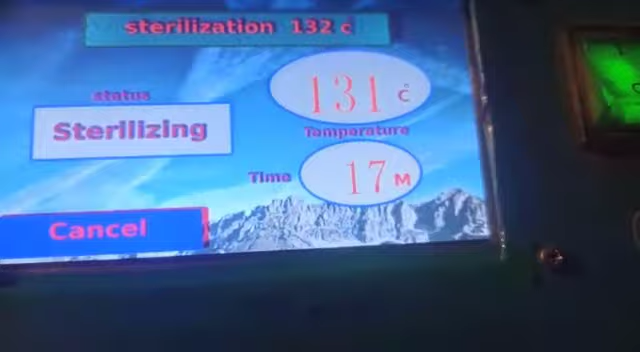 sterilization 132 c
status
Sterilizing
131 c
Temperature
Time 17 M
Cancel